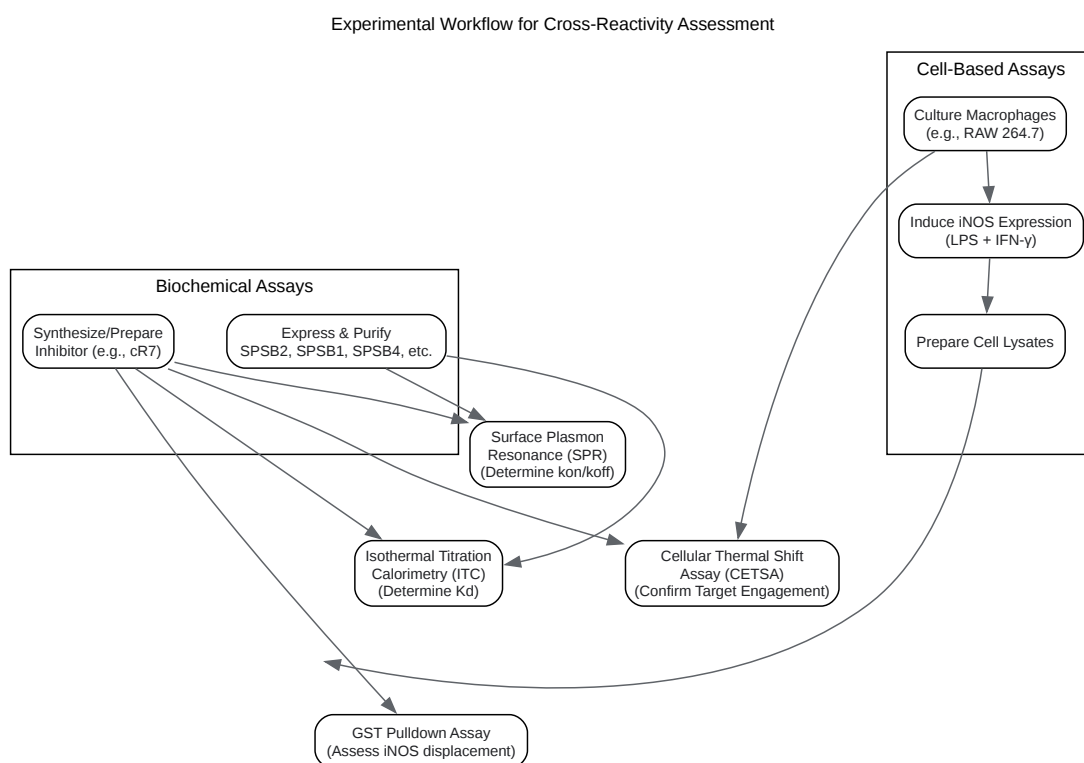 Experimental Workflow for Cross-Reactivity Assessment
Cell-Based Assays
Culture Macrophages
(e.g., RAW 264.7)
Induce iNOS Expression
(LPS + IFN-γ)
Prepare Cell Lysates
Biochemical Assays
Synthesize/Prepare
Inhibitor (e.g., cR7)
Express & Purify
SPSB2, SPSB1, SPSB4, etc.
Surface Plasmon
Resonance (SPR)
(Determine kon/koff)
Isothermal Titration
Calorimetry (ITC)
(Determine Kd)
Cellular Thermal Shift
Assay (CETSA)
(Confirm Target Engagement)
GST Pulldown Assay
(Assess iNOS displacement)